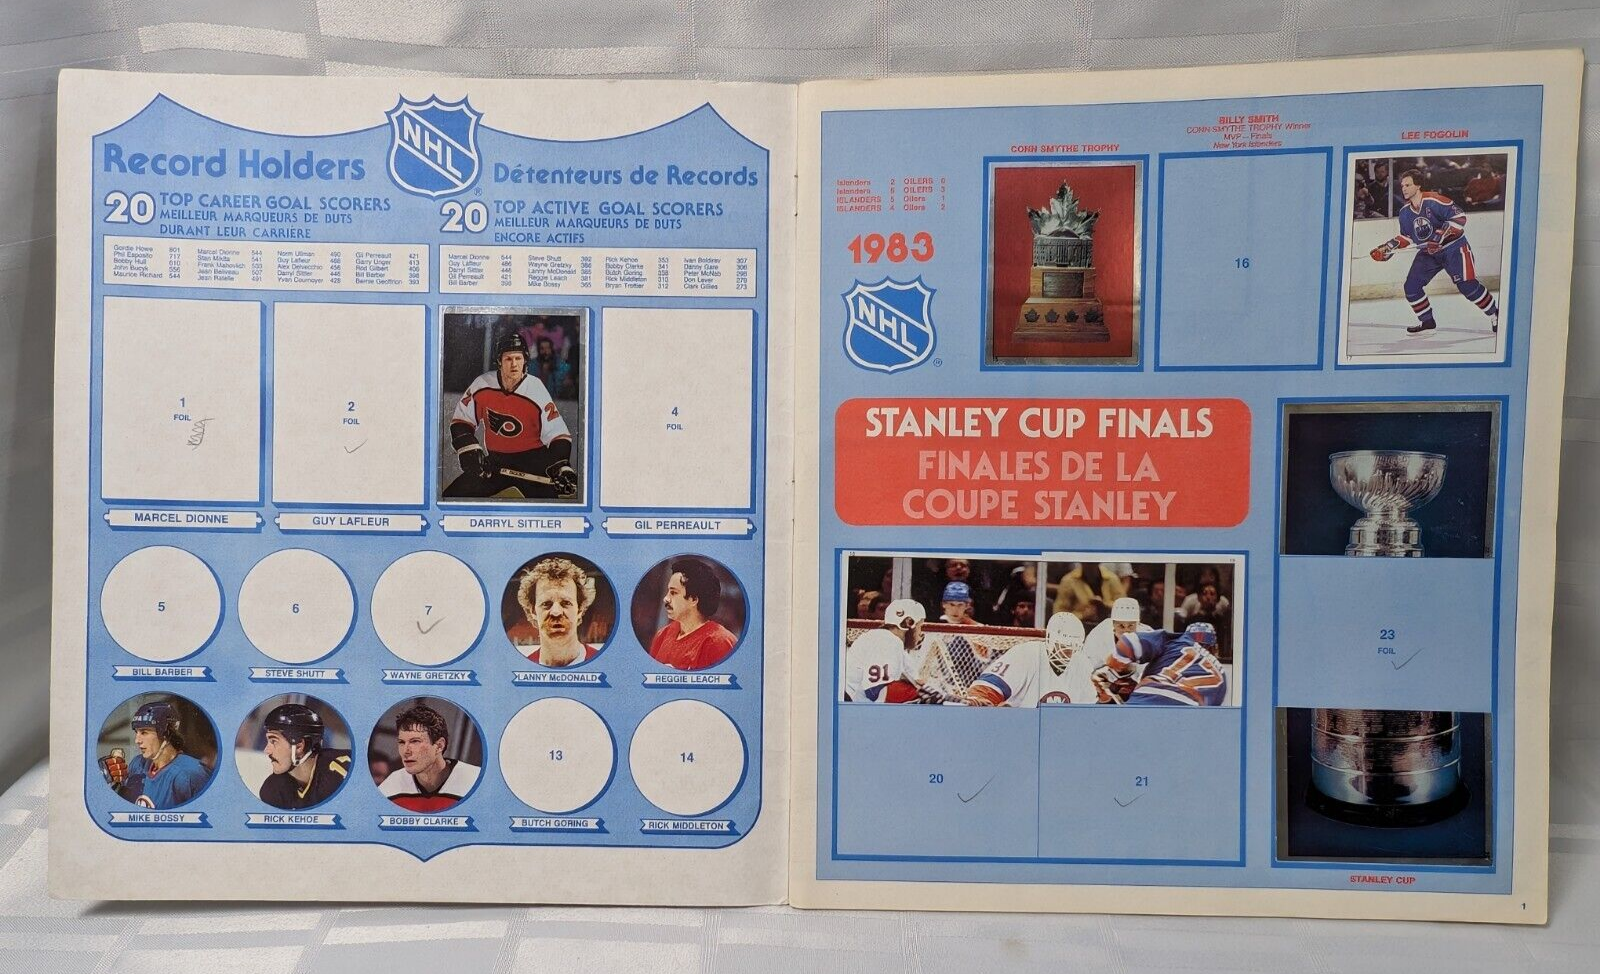 NHL
®
Record Holders
Détenteurs de Records
20 TOP CAREER GOAL SCORERS
MEILLEUR MARQUEURS DE BUTS
DURANT LEUR CARRIÈRE
20 TOP ACTIVE GOAL SCORERS
MEILLEUR MARQUEURS DE BUTS
ENCORE ACTIFS
Gordie Howe 801
Phil Esposito 717
Bobby Hull 610
John Bucyk 556
Maurice Richard 544
Marcel Dionne 544
Stan Mikita 541
Frank Mahovlich 533
Jean Beliveau 507
Jean Ratelle 491
Norm Ullman 490
Guy Lafleur 486
Alex Delvecchio 456
Darryl Sittler 446
Yvan Cournoyer 428
Gil Perreault 421
Garry Unger 413
Rod Gilbert 406
Bill Barber 398
Bernie Geoffrion 393
Marcel Dionne 544
Guy Lafleur 486
Darryl Sittler 446
Gil Perreault 421
Bill Barber 398
Steve Shutt 392
Wayne Gretzky
Lanny McDonald 385
Reggie Leach 381
Mike Bossy 365
Rick Kehoe 353
Bobby Clarke 341
Butch Goring
Rick Middleton
Bryan Trottier 312
Ivan Boldirev 307
Danny Gare
Peter McNab
Don Lever
Clark Gillies 273
1
FOIL
2
FOIL
4
FOIL
MARCEL DIONNE
GUY LAFLEUR
DARRYL SITTLER
GIL PERREAULT
5
6
7
BILL BARBER
STEVE SHUTT
WAYNE GRETZKY
LANNY McDONALD
REGGIE LEACH
13
14
MIKE BOSSY
RICK KEHOE
BOBBY CLARKE
BUTCH GORING
RICK MIDDLETON
CONN SMYTHE TROPHY
BILLY SMITH
CONN SMYTHE TROPHY Winner
MVP — Finals
New York Islanders
LEE FOGOLIN
Islanders 2 OILERS 0
Islanders 6 OILERS 3
ISLANDERS 5 Oilers 1
ISLANDERS 4 Oilers 2
1983
NHL
®
16
17
STANLEY CUP FINALS
FINALES DE LA
COUPE STANLEY
91
31
17
20
21
23
FOIL
STANLEY CUP
1